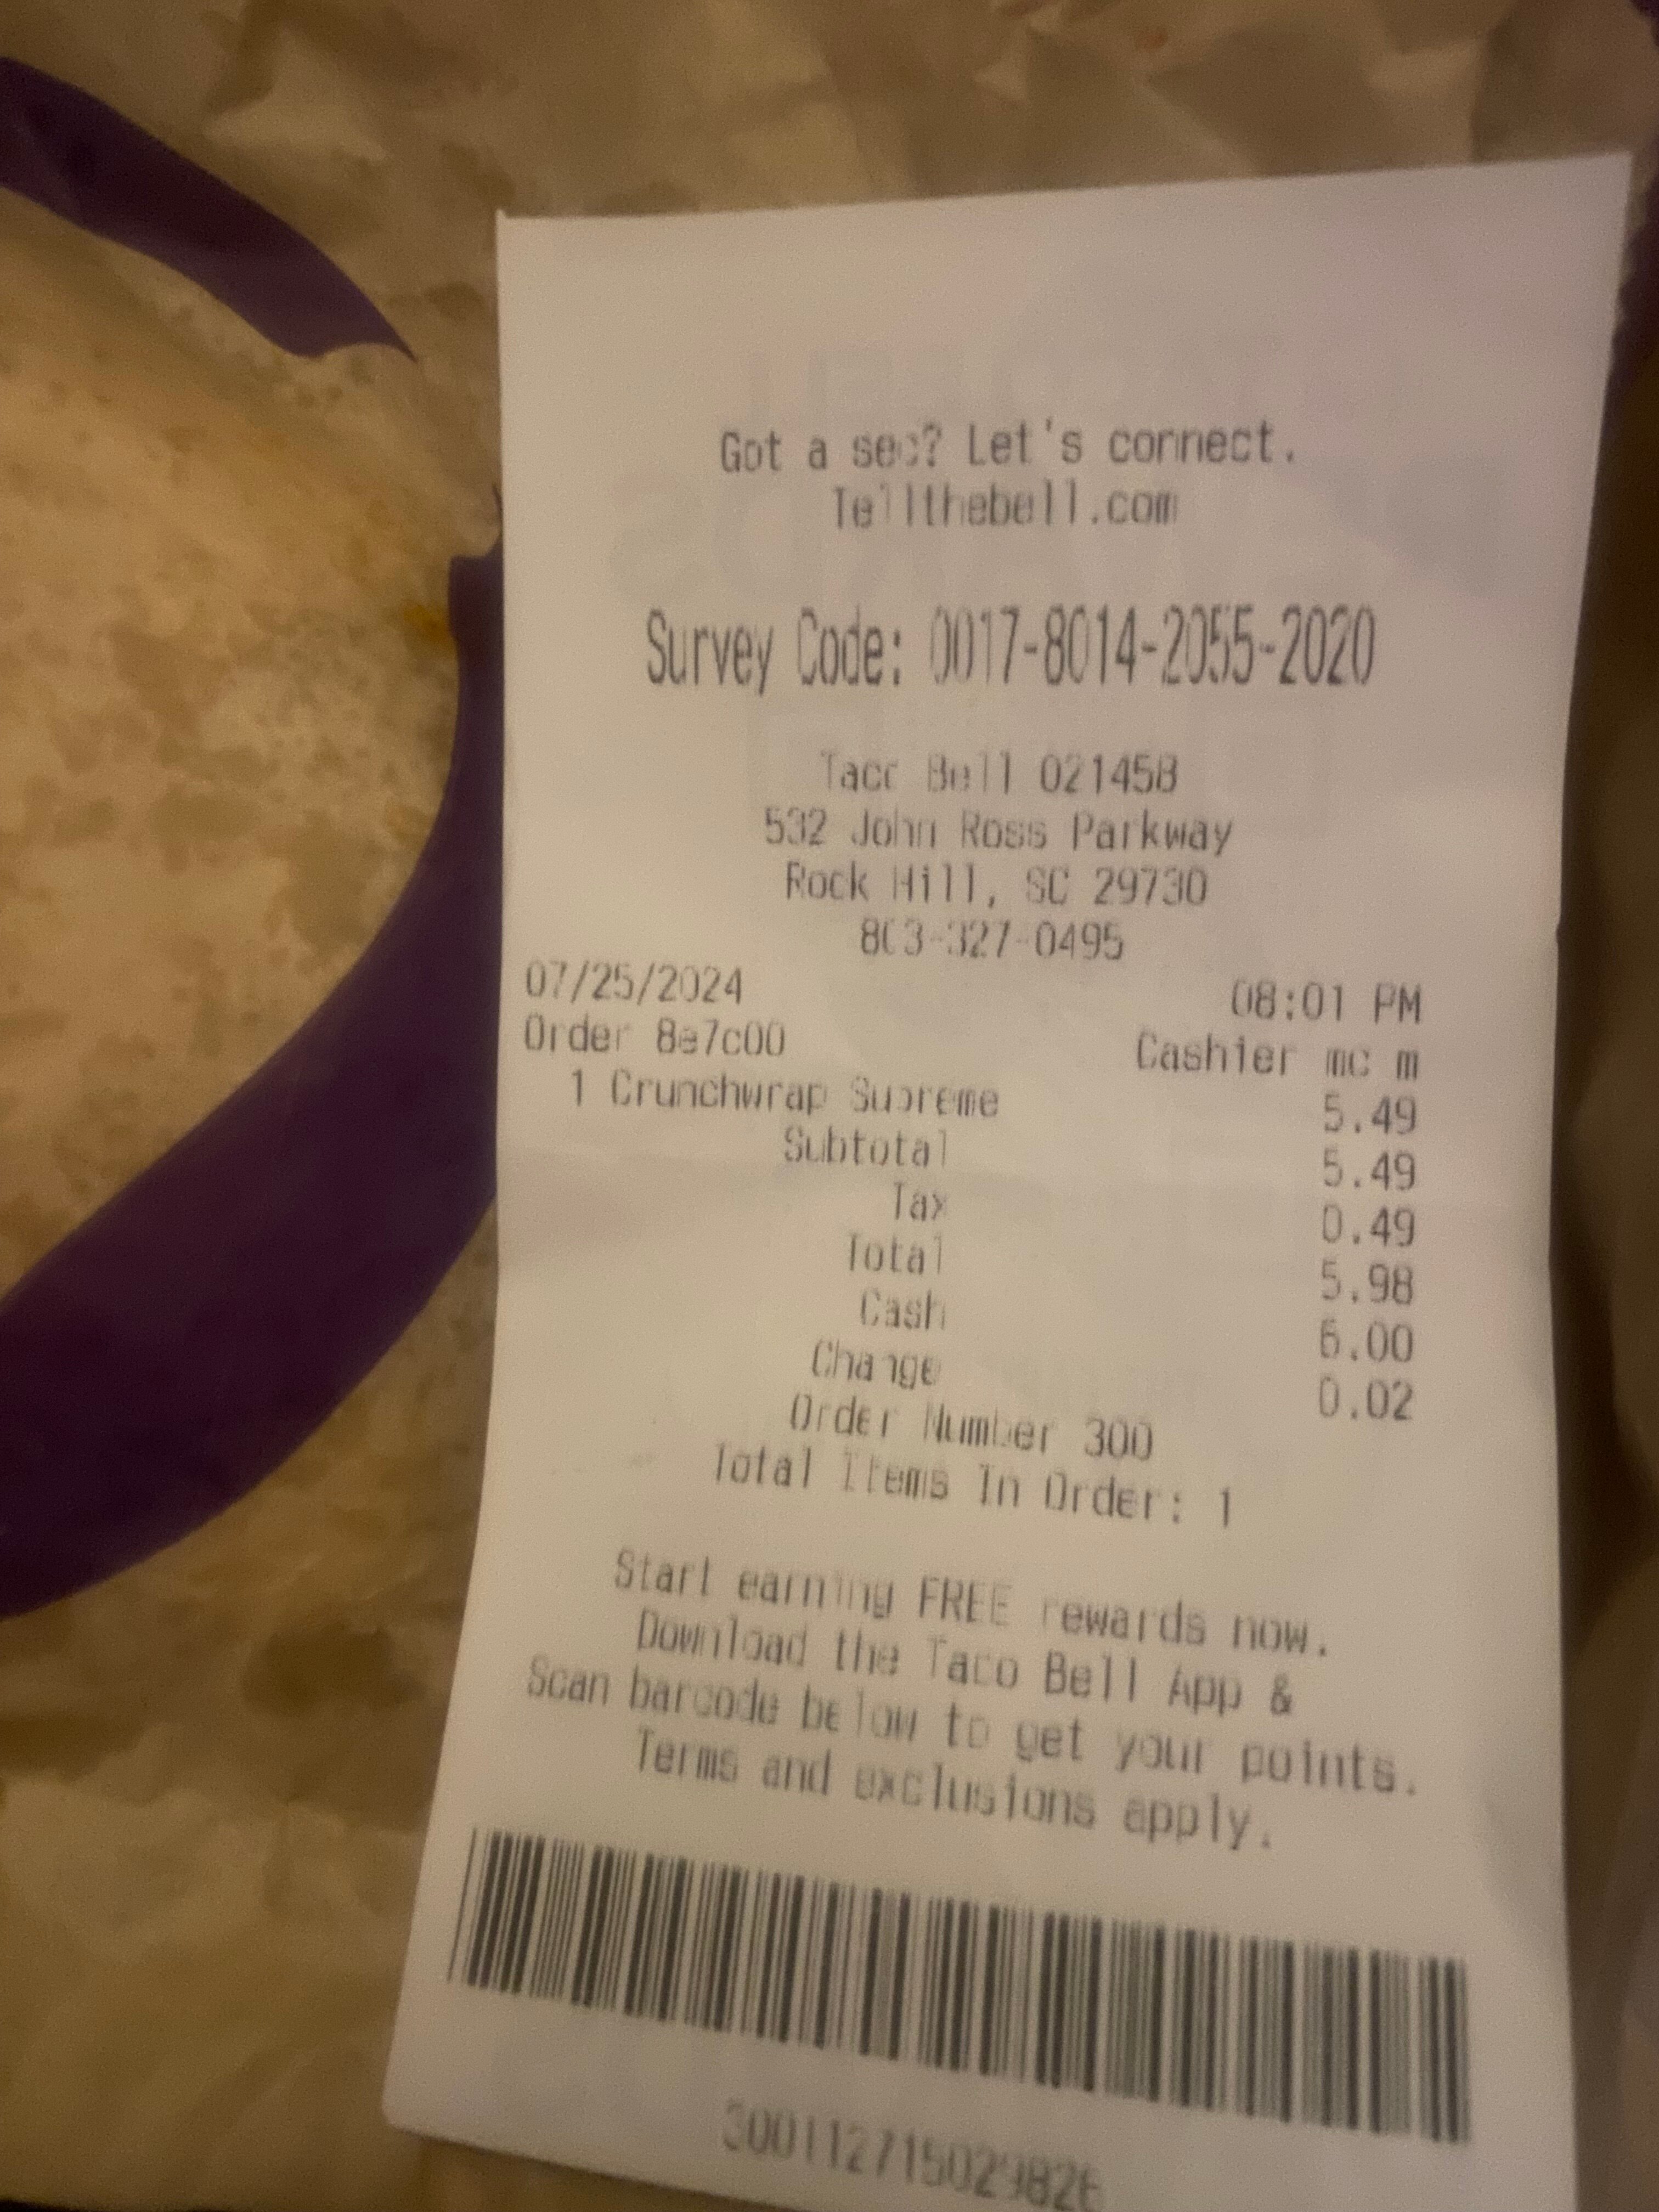 Got a sec? Let's connect.
Tellthebell.com
Survey Code: 0017-8014-2055-2020
Taco Bell 021458
532 John Ross Parkway
Rock Hill, SC 29730
803-327-0495
07/25/2024 08:01 PM
Order 8e7c00 Cashier mc m
1 Crunchwrap Supreme 5.49
Subtotal 5.49
Tax 0.49
Total 5.98
Cash 6.00
Change 0.02
Order Number 300
Total Items In Order: 1
Start earning FREE rewards now.
Download the Taco Bell App &
Scan barcode below to get your points.
Terms and exclusions apply.